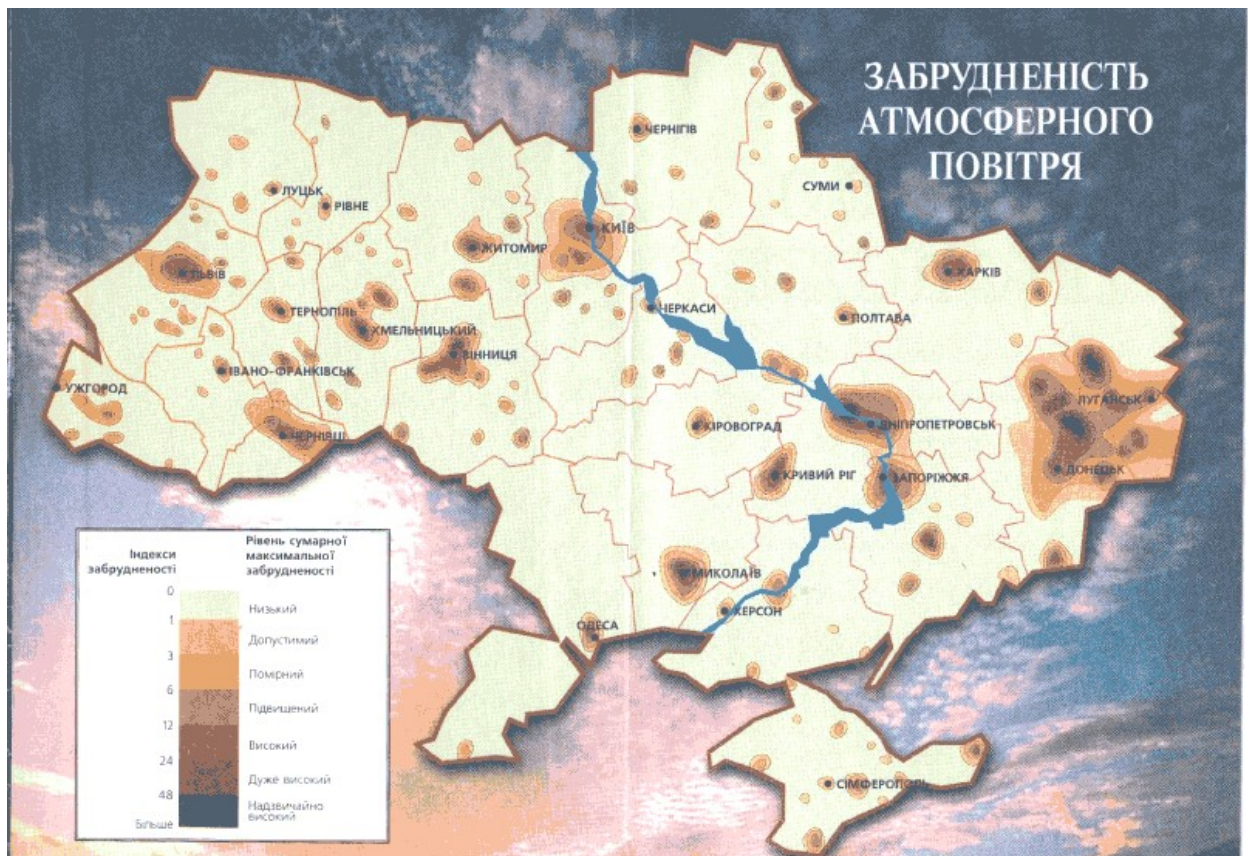 ЗАБРУДНЕНІСТЬ
АТМОСФЕРНОГО
ПОВІТРЯ
ЧЕРНІГІВ
СУМИ
ЛУЦЬК
РІВНЕ
КИЇВ
ЖИТОМИР
ЛЬВІВ
ХАРКІВ
ТЕРНОПІЛЬ
ЧЕРКАСИ
ПОЛТАВА
ХМЕЛЬНИЦЬКИЙ
ВІННИЦЯ
ІВАНО-ФРАНКІВСЬК
УЖГОРОД
ЛУГАНСЬК
КІРОВОГРАД
ДНІПРОПЕТРОВСЬК
ЧЕРНІВЦІ
ДОНЕЦЬК
КРИВИЙ РІГ
ЗАПОРІЖЖЯ
МИКОЛАЇВ
ХЕРСОН
ОДЕСА
СІМФЕРОПОЛЬ
Індекси
забрудненості
Рівень сумарної
максимальної
забрудненості
0
Низький
1
Допустимий
3
Помірний
6
Підвищений
12
Високий
24
Дуже високий
48
Надзвичайно
високий
Більше